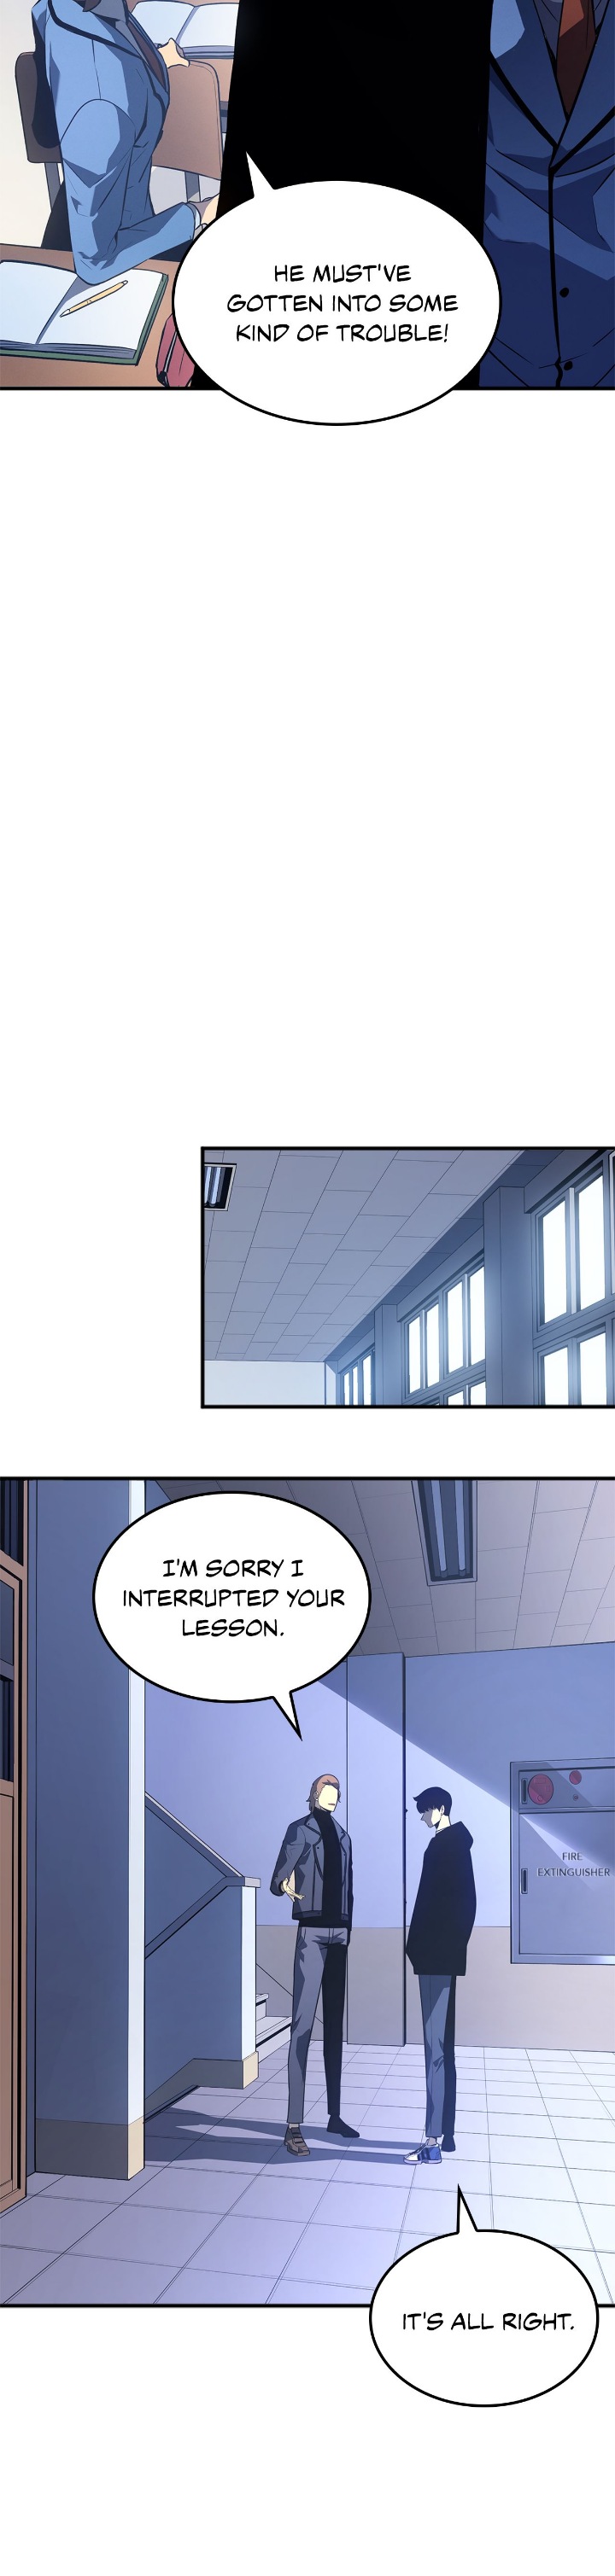 HE MUST'VE
GOTTEN INTO SOME
KIND OF TROUBLE!
I'M SORRY I
INTERRUPTED YOUR
LESSON.
FIRE
EXTINGUISHER
IT'S ALL RIGHT.